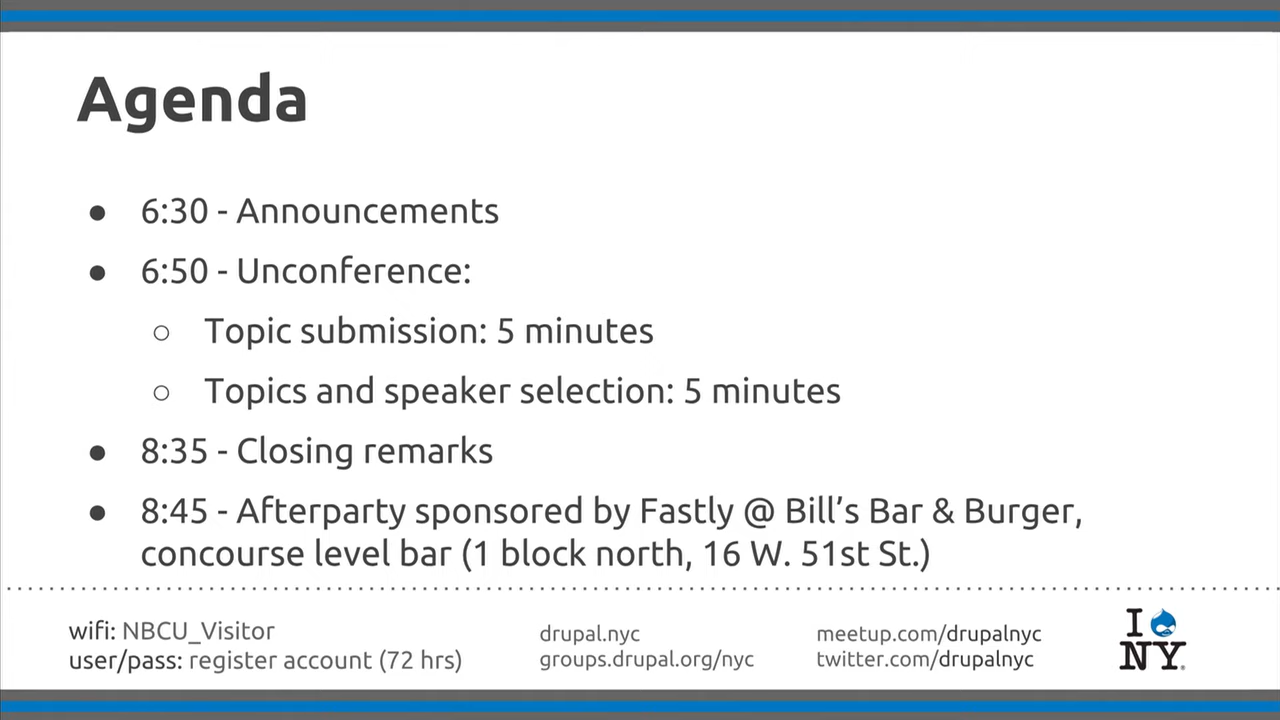 Agenda
● 6:30 - Announcements
● 6:50 - Unconference:
○ Topic submission: 5 minutes
○ Topics and speaker selection: 5 minutes
● 8:35 - Closing remarks
● 8:45 - Afterparty sponsored by Fastly @ Bill’s Bar & Burger,
concourse level bar (1 block north, 16 W. 51st St.)
wifi: NBCU_Visitor
user/pass: register account (72 hrs)
drupal.nyc
groups.drupal.org/nyc
meetup.com/drupalnyc
twitter.com/drupalnyc
I
NY